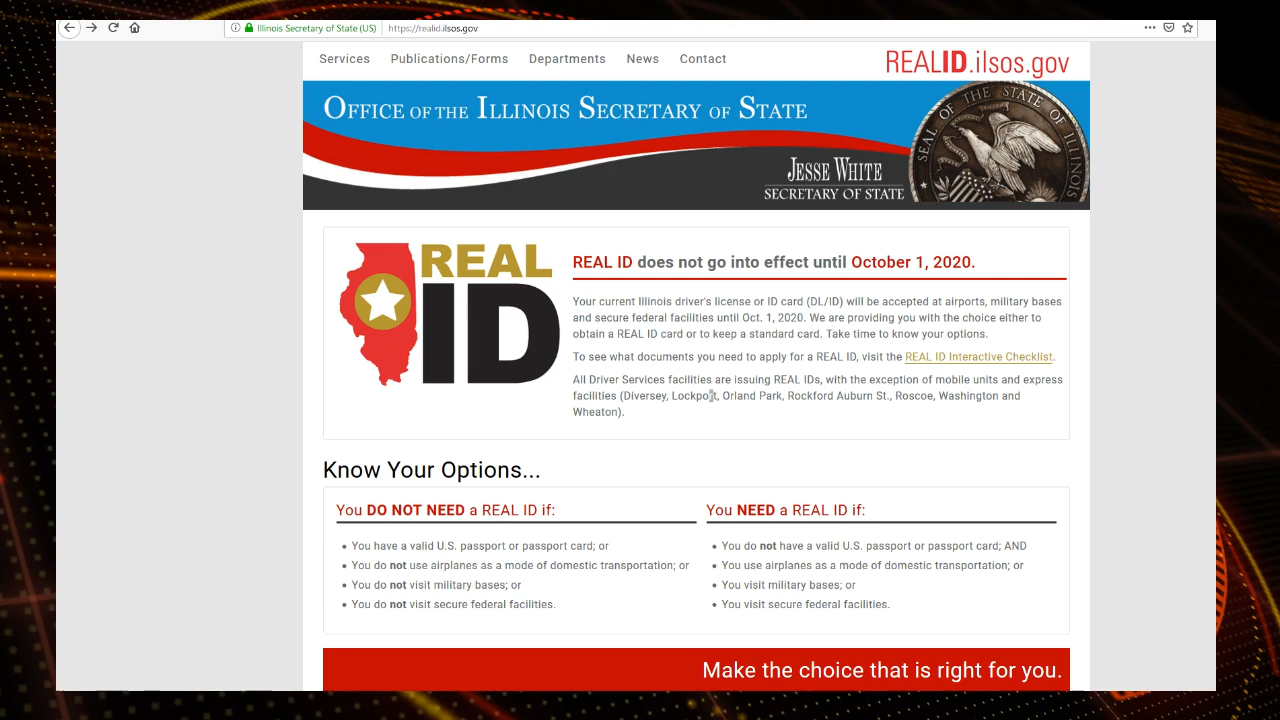 Illinois Secretary of State (US) https://realid.ilsos.gov
Services Publications/Forms Departments News Contact
REALID.ilsos.gov
OFFICE OF THE ILLINOIS SECRETARY OF STATE
SEAL OF THE STATE OF ILLINOIS
JESSE WHITE
SECRETARY OF STATE
REAL
ID
REAL ID does not go into effect until October 1, 2020.
Your current Illinois driver's license or ID card (DL/ID) will be accepted at airports, military bases
and secure federal facilities until Oct. 1, 2020. We are providing you with the choice either to
obtain a REAL ID card or to keep a standard card. Take time to know your options.
To see what documents you need to apply for a REAL ID, visit the REAL ID Interactive Checklist.
All Driver Services facilities are issuing REAL IDs, with the exception of mobile units and express
facilities (Diversey, Lockport, Orland Park, Rockford Auburn St., Roscoe, Washington and
Wheaton).
Know Your Options...
You DO NOT NEED a REAL ID if:
• You have a valid U.S. passport or passport card; or
• You do not use airplanes as a mode of domestic transportation; or
• You do not visit military bases; or
• You do not visit secure federal facilities.
You NEED a REAL ID if:
• You do not have a valid U.S. passport or passport card; AND
• You use airplanes as a mode of domestic transportation; or
• You visit military bases; or
• You visit secure federal facilities.
Make the choice that is right for you.